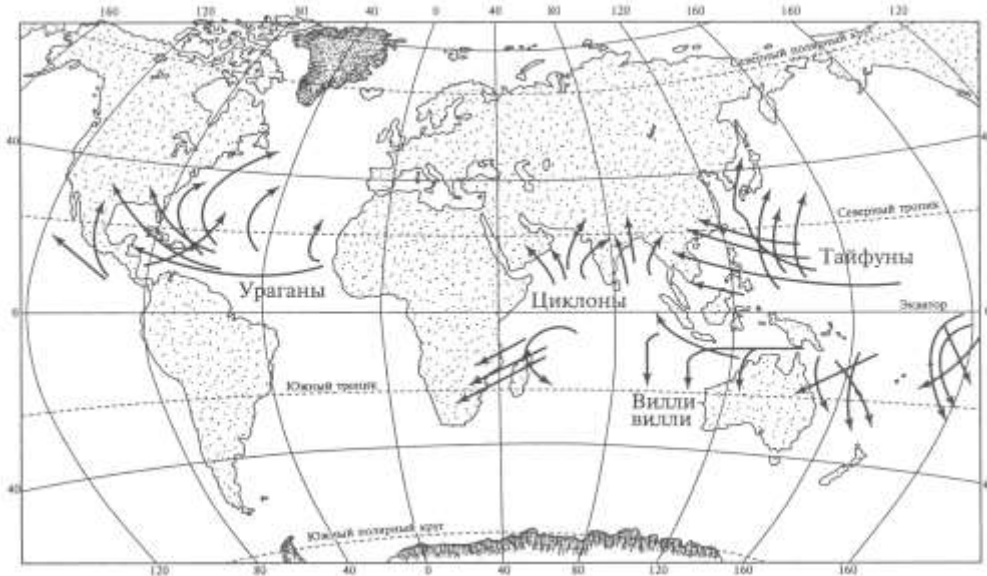 160 120 80 40 0 40 80 120 160 160 120
Северный полярный круг
40
Северный тропик
Тайфуны
Ураганы
Циклоны
Экватор
0
Южный тропик
Вилли-
вилли
40
Южный полярный круг
120 80 40 0 40 80 120 160 160